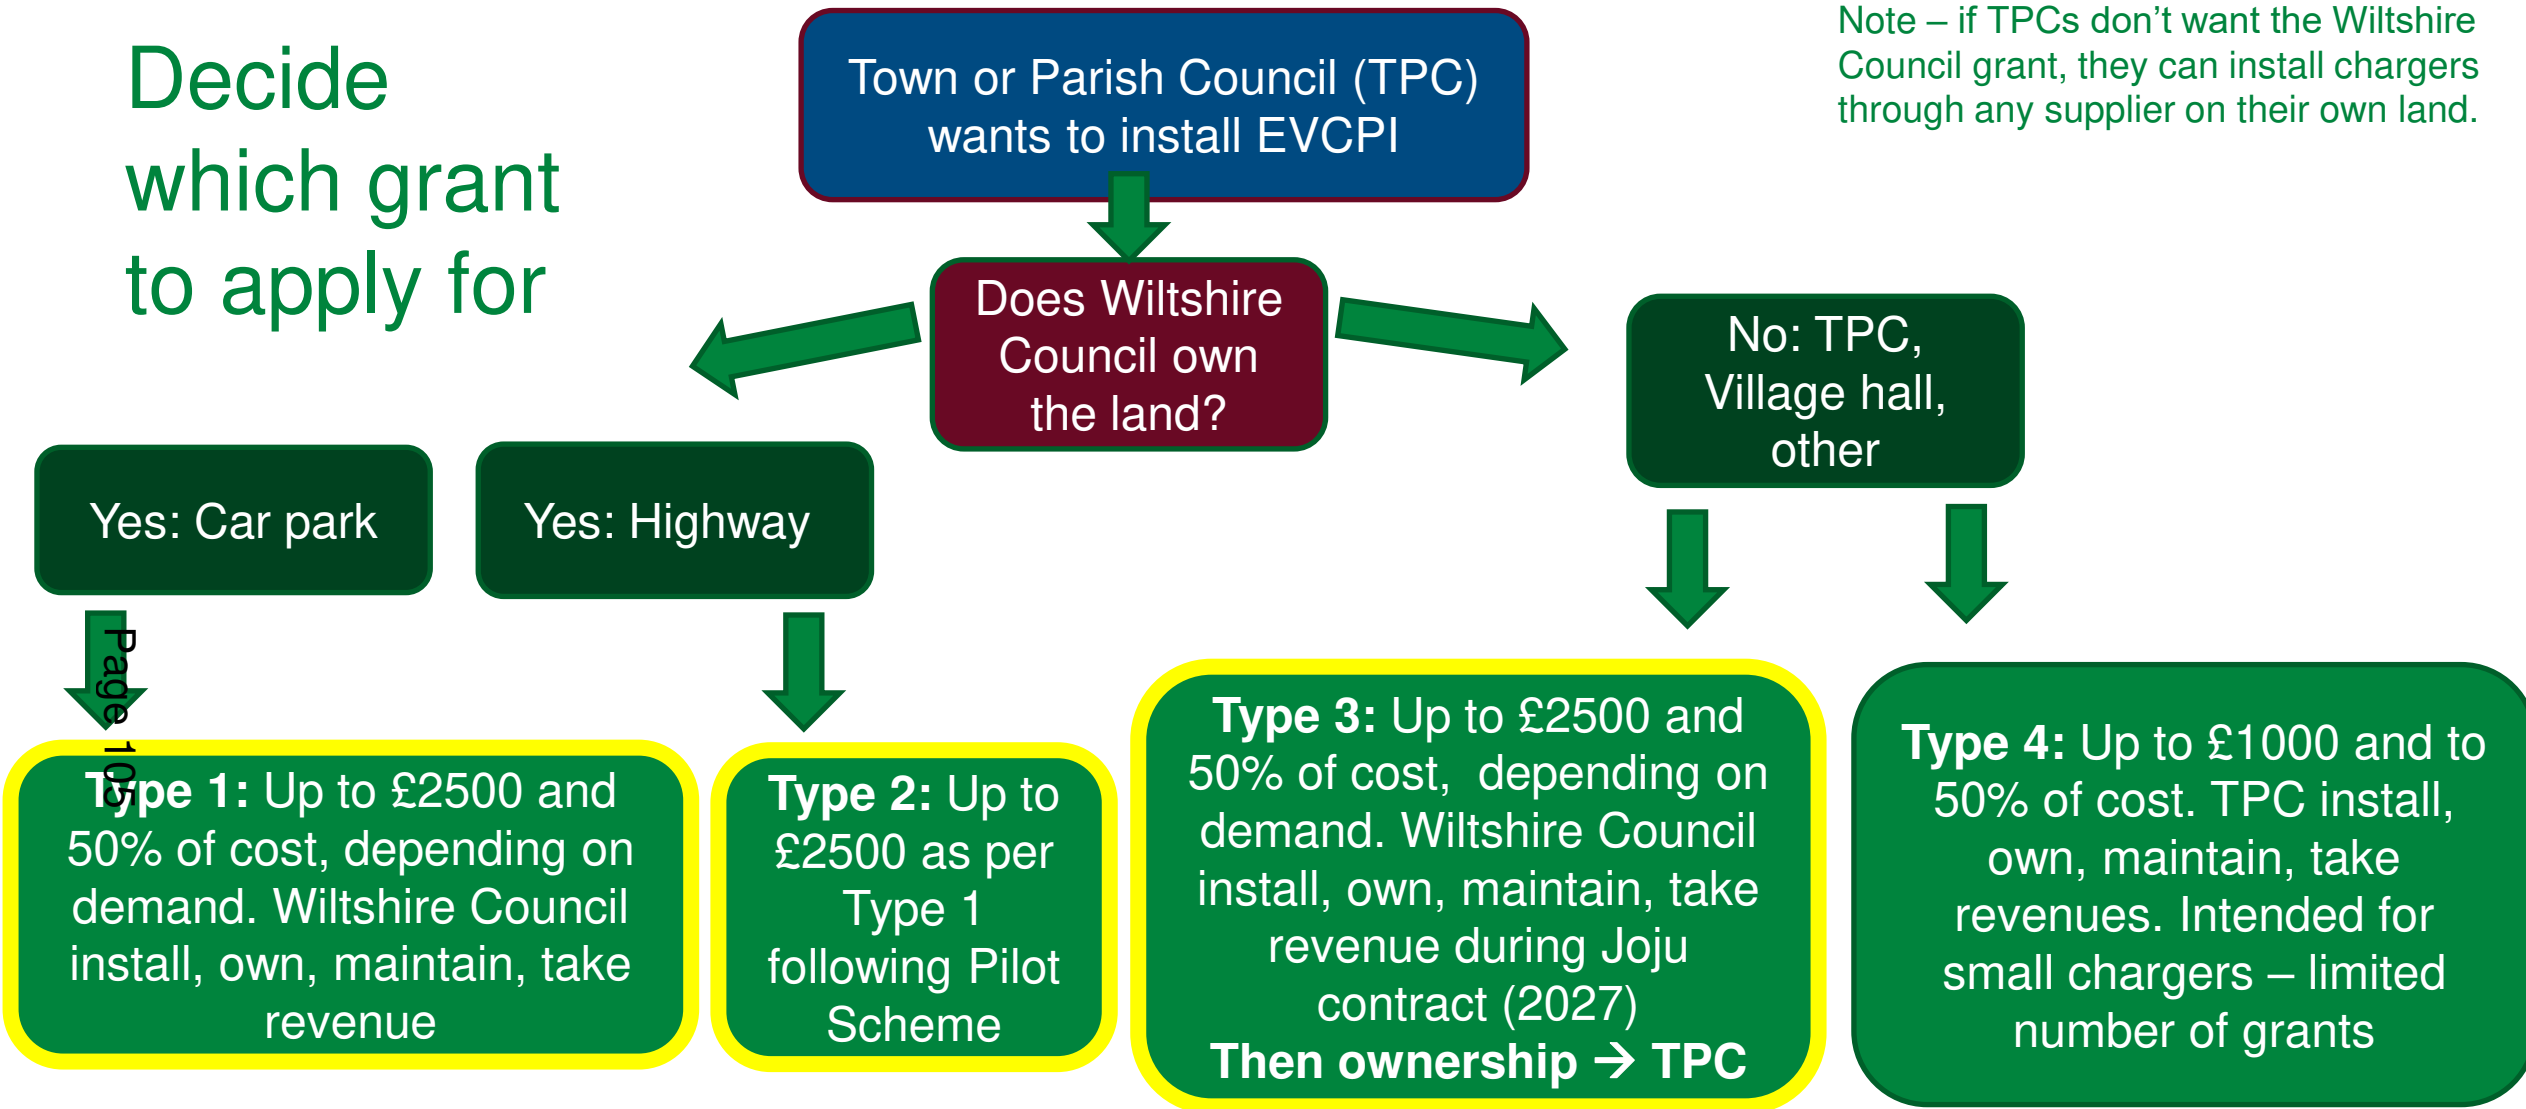 Decide
which grant
to apply for
Town or Parish Council (TPC)
wants to install EVCPI
Note – if TPCs don’t want the Wiltshire
Council grant, they can install chargers
through any supplier on their own land.
Does Wiltshire
Council own
the land?
No: TPC,
Village hall,
other
Yes: Car park
Yes: Highway
Page 105
Type 1: Up to £2500 and
50% of cost, depending on
demand. Wiltshire Council
install, own, maintain, take
revenue
Type 2: Up to
£2500 as per
Type 1
following Pilot
Scheme
Type 3: Up to £2500 and
50% of cost,  depending on
demand. Wiltshire Council
install, own, maintain, take
revenue during Joju
contract (2027)
Then ownership → TPC
Type 4: Up to £1000 and to
50% of cost. TPC install,
own, maintain, take
revenues. Intended for
small chargers – limited
number of grants